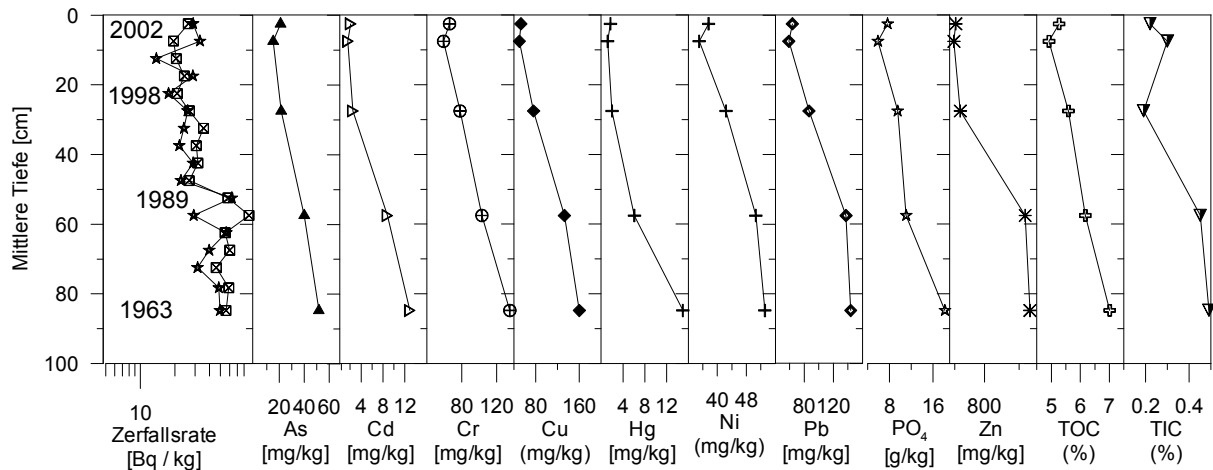 0
20
40
60
80
100
Mittlere Tiefe [cm]
2002
1998
1989
1963
10
Zerfallsrate
[Bq / kg]
20 40 60
As
[mg/kg]
4 8 12
Cd
[mg/kg]
80 120
Cr
[mg/kg]
80 160
Cu
(mg/kg)
4 8 12
Hg
[mg/kg]
40 48
Ni
(mg/kg)
80 120
Pb
[mg/kg]
8 16
PO4
[g/kg]
800
Zn
[mg/kg]
5 6 7
TOC
(%)
0.2 0.4
TIC
(%)